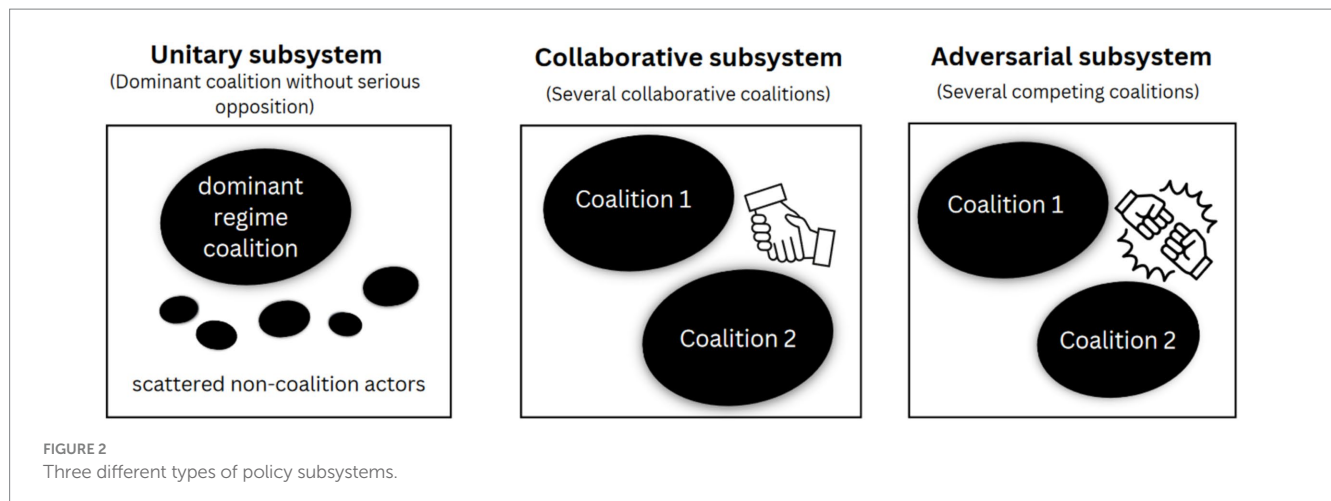 Unitary subsystem
(Dominant coalition without serious
opposition)
dominant
regime
coalition
scattered non-coalition actors
Collaborative subsystem
(Several collaborative coalitions)
Coalition 1
Coalition 2
Adversarial subsystem
(Several competing coalitions)
Coalition 1
Coalition 2
FIGURE 2
Three different types of policy subsystems.